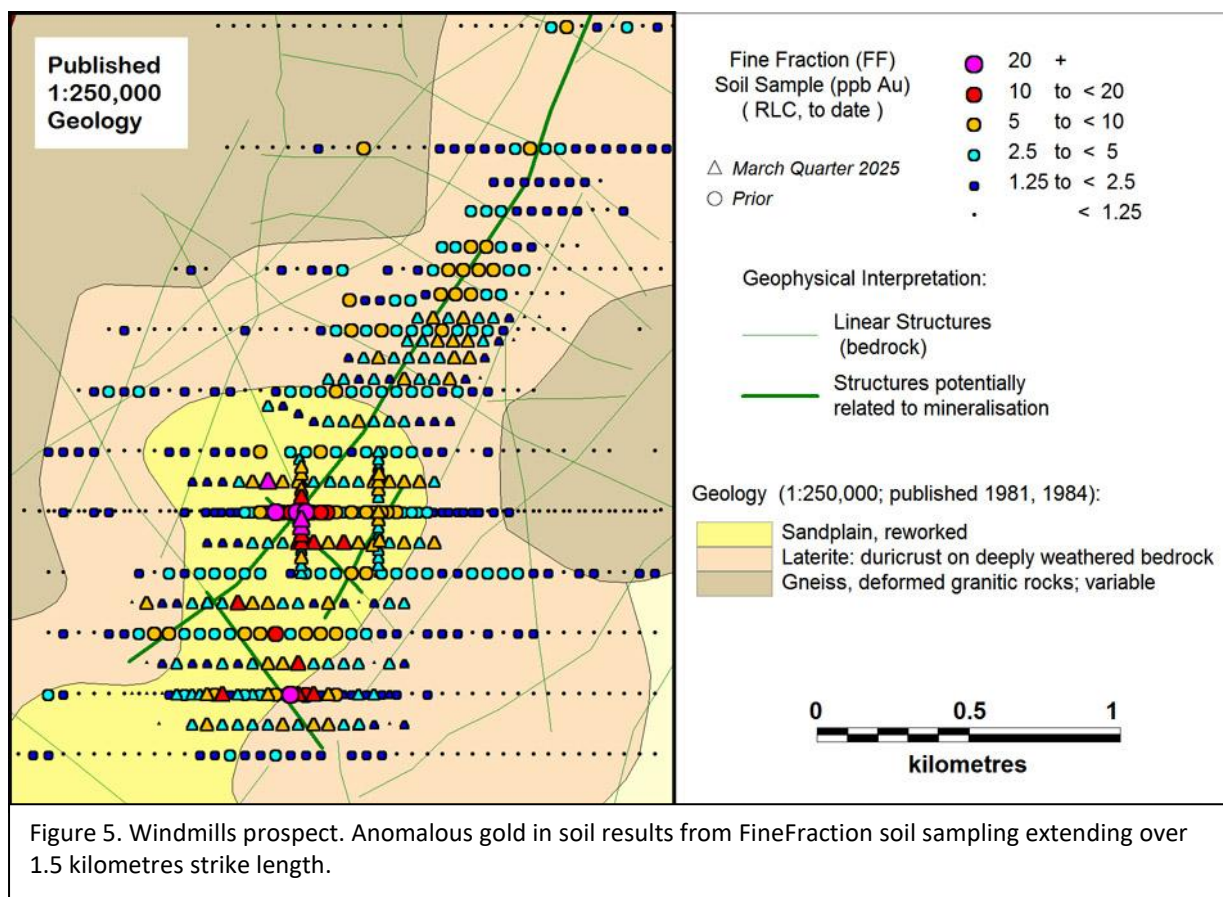 Published
1:250,000
Geology
Fine Fraction (FF)
Soil Sample (ppb Au)
( RLC, to date )
20 +
10 to < 20
5 to < 10
2.5 to < 5
1.25 to < 2.5
< 1.25
March Quarter 2025
Prior
Geophysical Interpretation:
Linear Structures
(bedrock)
Structures potentially
related to mineralisation
Geology (1:250,000; published 1981, 1984):
Sandplain, reworked
Laterite: duricrust on deeply weathered bedrock
Gneiss, deformed granitic rocks; variable
0 0.5 1
kilometres
Figure 5. Windmills prospect. Anomalous gold in soil results from FineFraction soil sampling extending over
1.5 kilometres strike length.